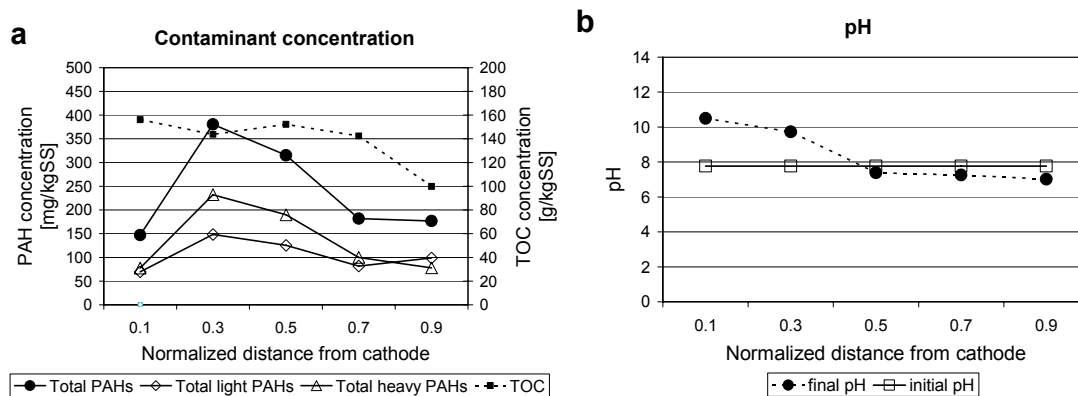 a
Contaminant concentration
PAH concentration
[mg/kgSS]
500
450
400
350
300
250
200
150
100
50
0
200
180
160
140
120
100
80
60
40
20
0
TOC concentration
[g/kgSS]
0.1 0.3 0.5 0.7 0.9
Normalized distance from cathode
Total PAHs Total light PAHs Total heavy PAHs TOC
b
pH
pH
14
12
10
8
6
4
2
0
0.1 0.3 0.5 0.7 0.9
Normalized distance from cathode
final pH initial pH